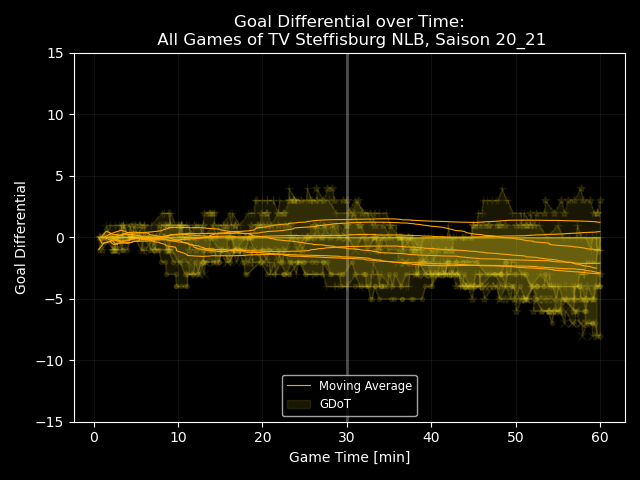 Goal Differential over Time:
All Games of TV Steffisburg NLB, Saison 20_21
15
10
5
0
−5
−10
−15
Goal Differential
Moving Average
GDoT
0 10 20 30 40 50 60
Game Time [min]